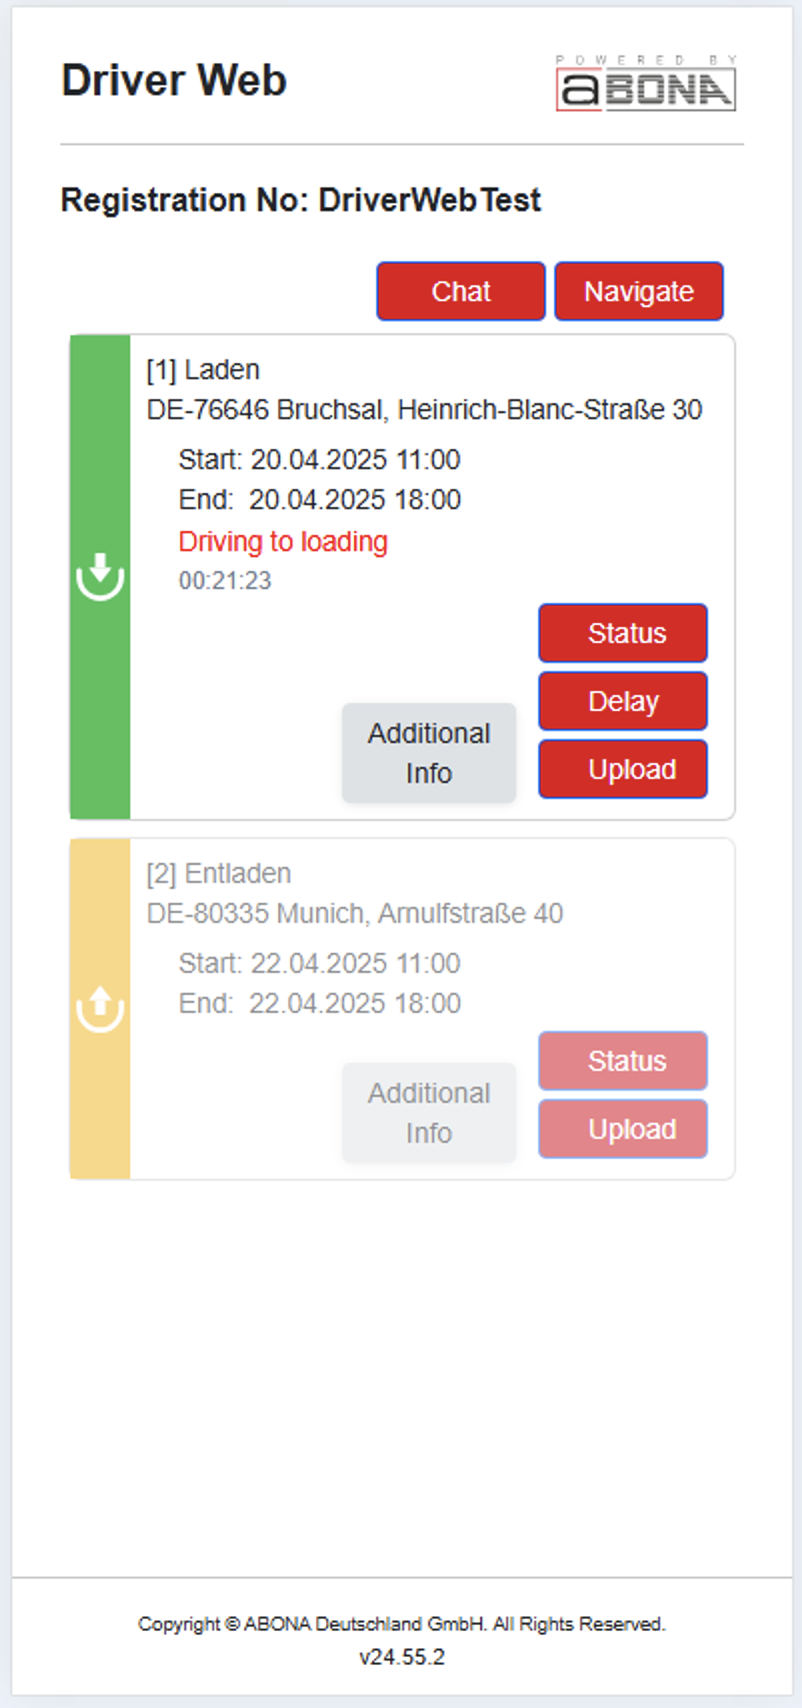 Driver Web
POWERED BY
aBONA
Registration No: DriverWebTest
Chat
Navigate
[1] Laden
DE-76646 Bruchsal, Heinrich-Blanc-Straße 30
Start: 20.04.2025 11:00
End: 20.04.2025 18:00
Driving to loading
00:21:23
Status
Delay
Additional
Info
Upload
[2] Entladen
DE-80335 Munich, Arnulfstraße 40
Start: 22.04.2025 11:00
End: 22.04.2025 18:00
Status
Additional
Info
Upload
Copyright © ABONA Deutschland GmbH. All Rights Reserved.
v24.55.2